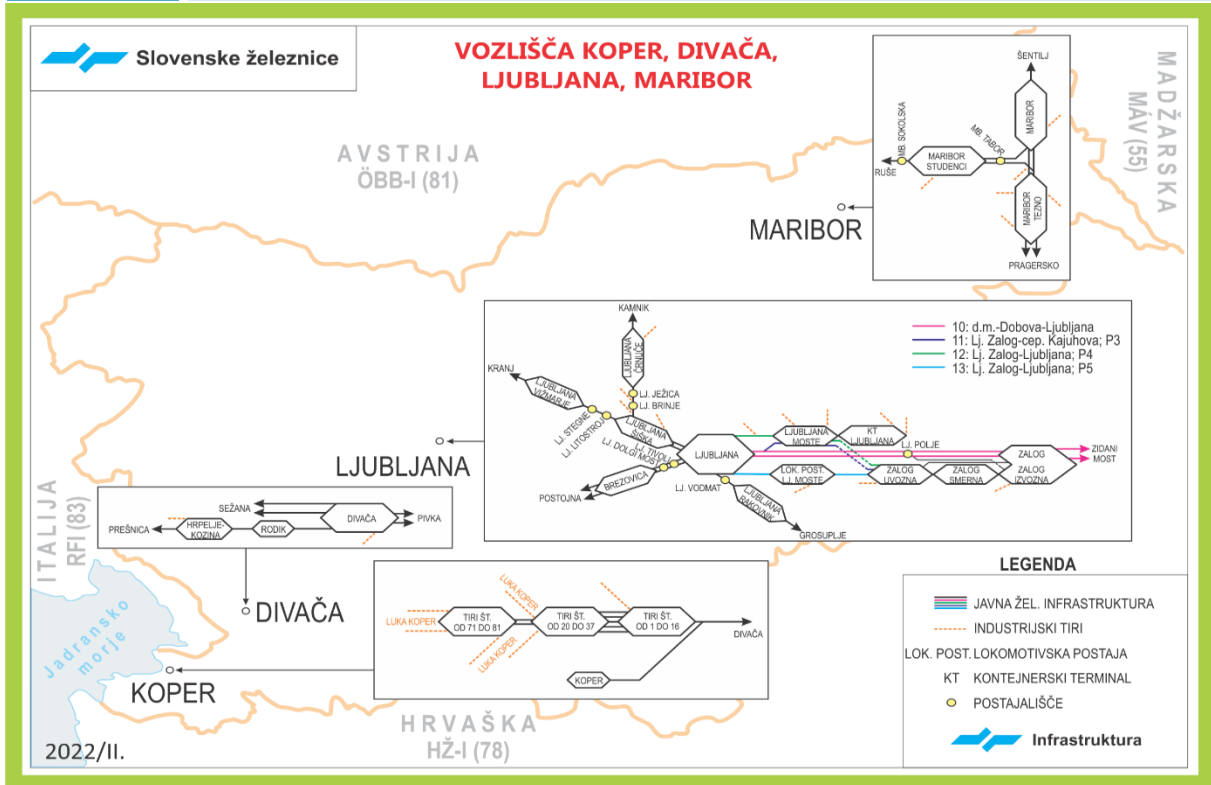 Slovenske železnice
VOZLIŠČA KOPER, DIVAČA,
LJUBLJANA, MARIBOR
AVSTRIJA
ÖBB-I (81)
MADŽARSKA
MÁV (55)
ŠENTILJ
MARIBOR
MB. TABOR
MB. SOKOLSKA
MARIBOR
STUDENCI
RUŠE
MARIBOR
TEZNO
PRAGERSKO
MARIBOR
KAMNIK
LJUBLJANA
ČRNUČE
KRANJ
LJUBLJANA
VIŽMARJE
LJ. JEŽICA
LJ. BRINJE
LJ. STEGNE
LJ. LITOSTROJ
LJUBLJANA
ŠIŠKA
LJ. TIVOLI
LJ. DOLGI MOST
BREZOVICA
POSTOJNA
LJUBLJANA
LJ. VODMAT
LJUBLJANA
RAKOVNIK
GROSUPLJE
10: d.m.-Dobova-Ljubljana
11: Lj. Zalog-cep. Kajuhova; P3
12: Lj. Zalog-Ljubljana; P4
13: Lj. Zalog-Ljubljana; P5
LJUBLJANA
MOSTE
KT
LJUBLJANA
LJ. POLJE
LOK. POST.
LJ. MOSTE
ZALOG
UVOZNA
ZALOG
SMERNA
ZALOG
ZALOG
IZVOZNA
ZIDANI
MOST
LJUBLJANA
ITALIJA
RFI (83)
SEŽANA
DIVAČA
PIVKA
PREŠNICA
HRPELJE-
KOZINA
RODIK
DIVAČA
Jadransko
morje
KOPER
LUKA KOPER
TIRI ŠT.
OD 71 DO 81
LUKA KOPER
LUKA KOPER
TIRI ŠT.
OD 20 DO 37
TIRI ŠT.
OD 1 DO 16
DIVAČA
KOPER
HRVAŠKA
HŽ-I (78)
LEGENDA
JAVNA ŽEL. INFRASTRUKTURA
INDUSTRIJSKI TIRI
LOK. POST. LOKOMOTIVSKA POSTAJA
KT KONTEJNERSKI TERMINAL
POSTAJALIŠČE
Infrastruktura
2022/II.